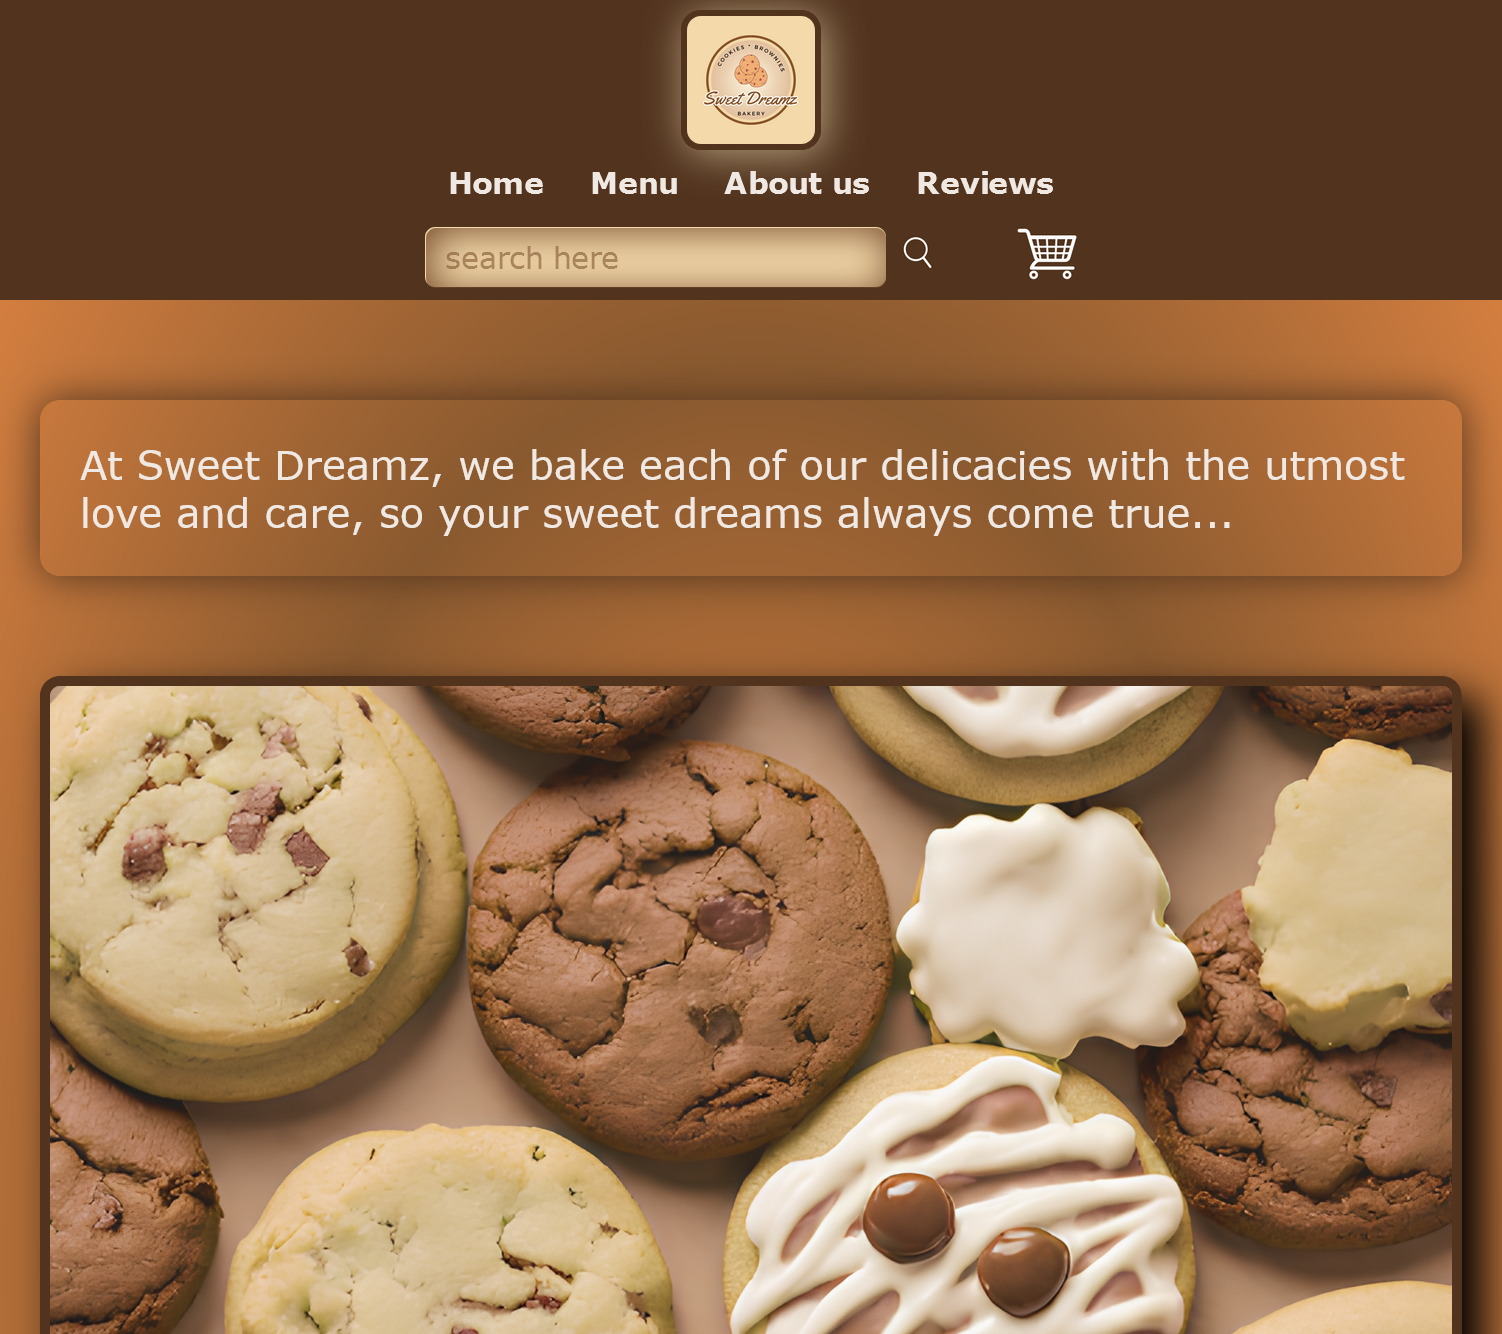 COOKIES * BROWNIES
Sweet Dreamz
BAKERY
Home Menu About us Reviews
search here
At Sweet Dreamz, we bake each of our delicacies with the utmost
love and care, so your sweet dreams always come true...